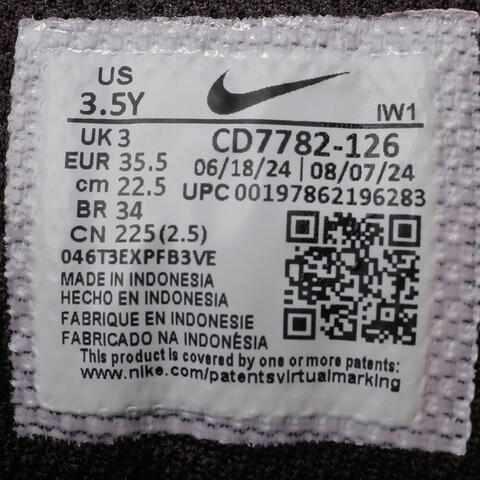 US
3.5Y
IW1
UK 3
CD7782-126
EUR 35.5
06/18/24 | 08/07/24
cm 22.5
UPC 00197862196283
BR 34
CN 225 (2.5)
046T3EXPFB3VE
MADE IN INDONESIA
HECHO EN INDONESIA
FABRIQUE EN INDONESIE
FABRICADO NA INDONÉSIA
This product is covered by one or more patents:
www.nike.com/patentsvirtualmarking